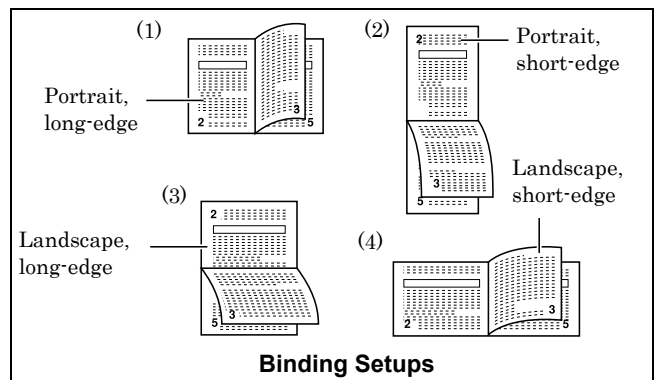 (1)
Portrait,
long-edge
2
3
5
(2)
Portrait,
short-edge
2
3
5
(3)
Landscape,
long-edge
2
3
5
(4)
Landscape,
short-edge
2
3
5
Binding Setups